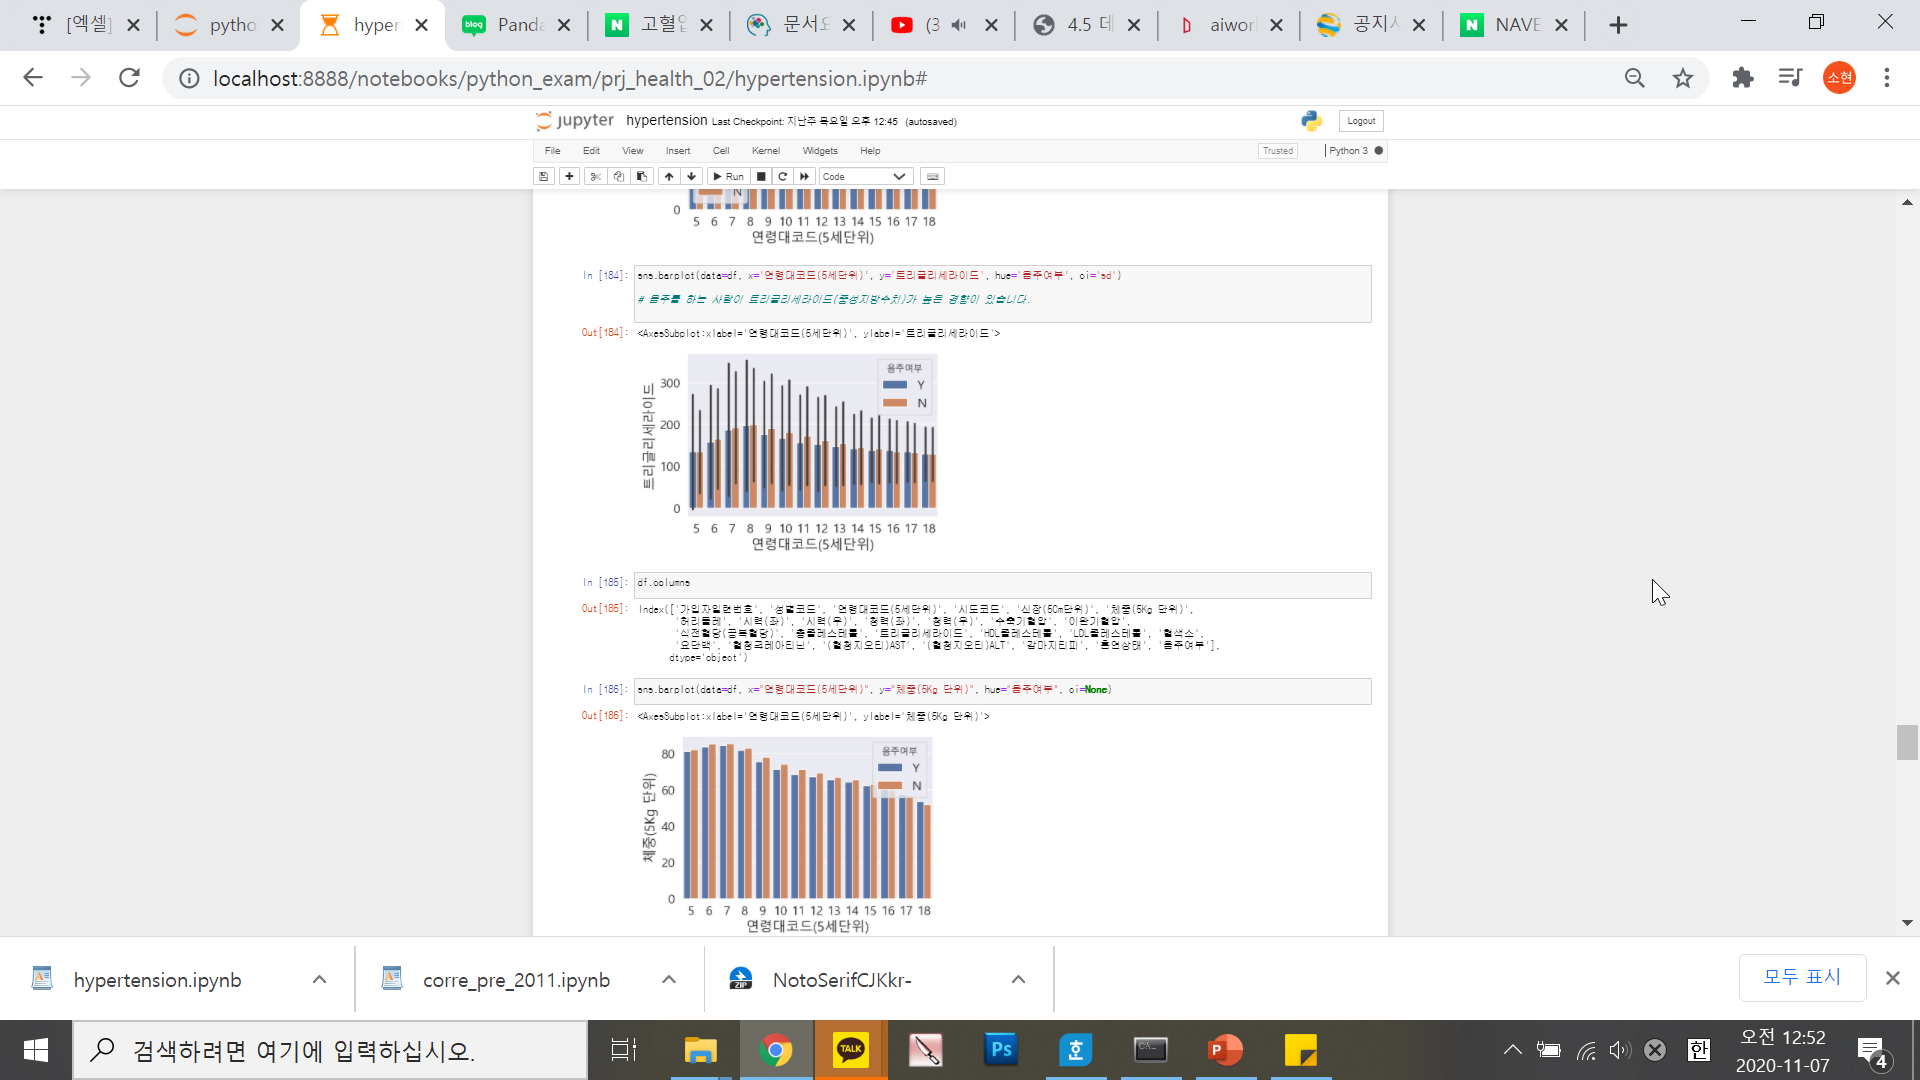 [엑셀]
pytho
hyper
Panda
고혈압
문서요
(3
4.5 데
aiwor
공지사
NAVE
localhost:8888/notebooks/python_exam/prj_health_02/hypertension.ipynb#
소현
jupyter hypertension Last Checkpoint: 지난주 목요일 오후 12:45 (autosaved)
Logout
File Edit View Insert Cell Kernel Widgets Help
Trusted Python 3
Run Code
N
0
5 6 7 8 9 10 11 12 13 14 15 16 17 18
연령대코드(5세단위)
In [184]: sns.barplot(data=df, x='연령대코드(5세단위)', y='트리글리세라이드', hue='음주여부', ci='sd')
# 음주를 하는 사람이 트리글리세라이드(중성지방수치)가 높은 경향이 있습니다.
Out[184]: <AxesSubplot:xlabel='연령대코드(5세단위)', ylabel='트리글리세라이드'>
음주여부
Y
N
트리글리세라이드
300
200
100
0
5 6 7 8 9 10 11 12 13 14 15 16 17 18
연령대코드(5세단위)
In [185]: df.columns
Out[185]: Index(['가입자일련번호', '성별코드', '연령대코드(5세단위)', '시도코드', '신장(5Cm단위)', '체중(5Kg 단위)',
'허리둘레', '시력(좌)', '시력(우)', '청력(좌)', '청력(우)', '수축기혈압', '이완기혈압',
'식전혈당(공복혈당)', '총콜레스테롤', '트리글리세라이드', 'HDL콜레스테롤', 'LDL콜레스테롤', '혈색소',
'요단백', '혈청크레아티닌', '(혈청지오티)AST', '(혈청지오티)ALT', '감마지티피', '흡연상태', '음주여부'],
dtype='object')
In [186]: sns.barplot(data=df, x="연령대코드(5세단위)", y="체중(5Kg 단위)", hue="음주여부", ci=None)
Out[186]: <AxesSubplot:xlabel='연령대코드(5세단위)', ylabel='체중(5Kg 단위)'>
음주여부
Y
N
체중(5Kg 단위)
80
60
40
20
0
5 6 7 8 9 10 11 12 13 14 15 16 17 18
연령대코드(5세단위)
hypertension.ipynb
corre_pre_2011.ipynb
NotoSerifCJKkr-
모두 표시
검색하려면 여기에 입력하십시오.
TALK
Ps
호
P
한
오전 12:52
2020-11-07
4